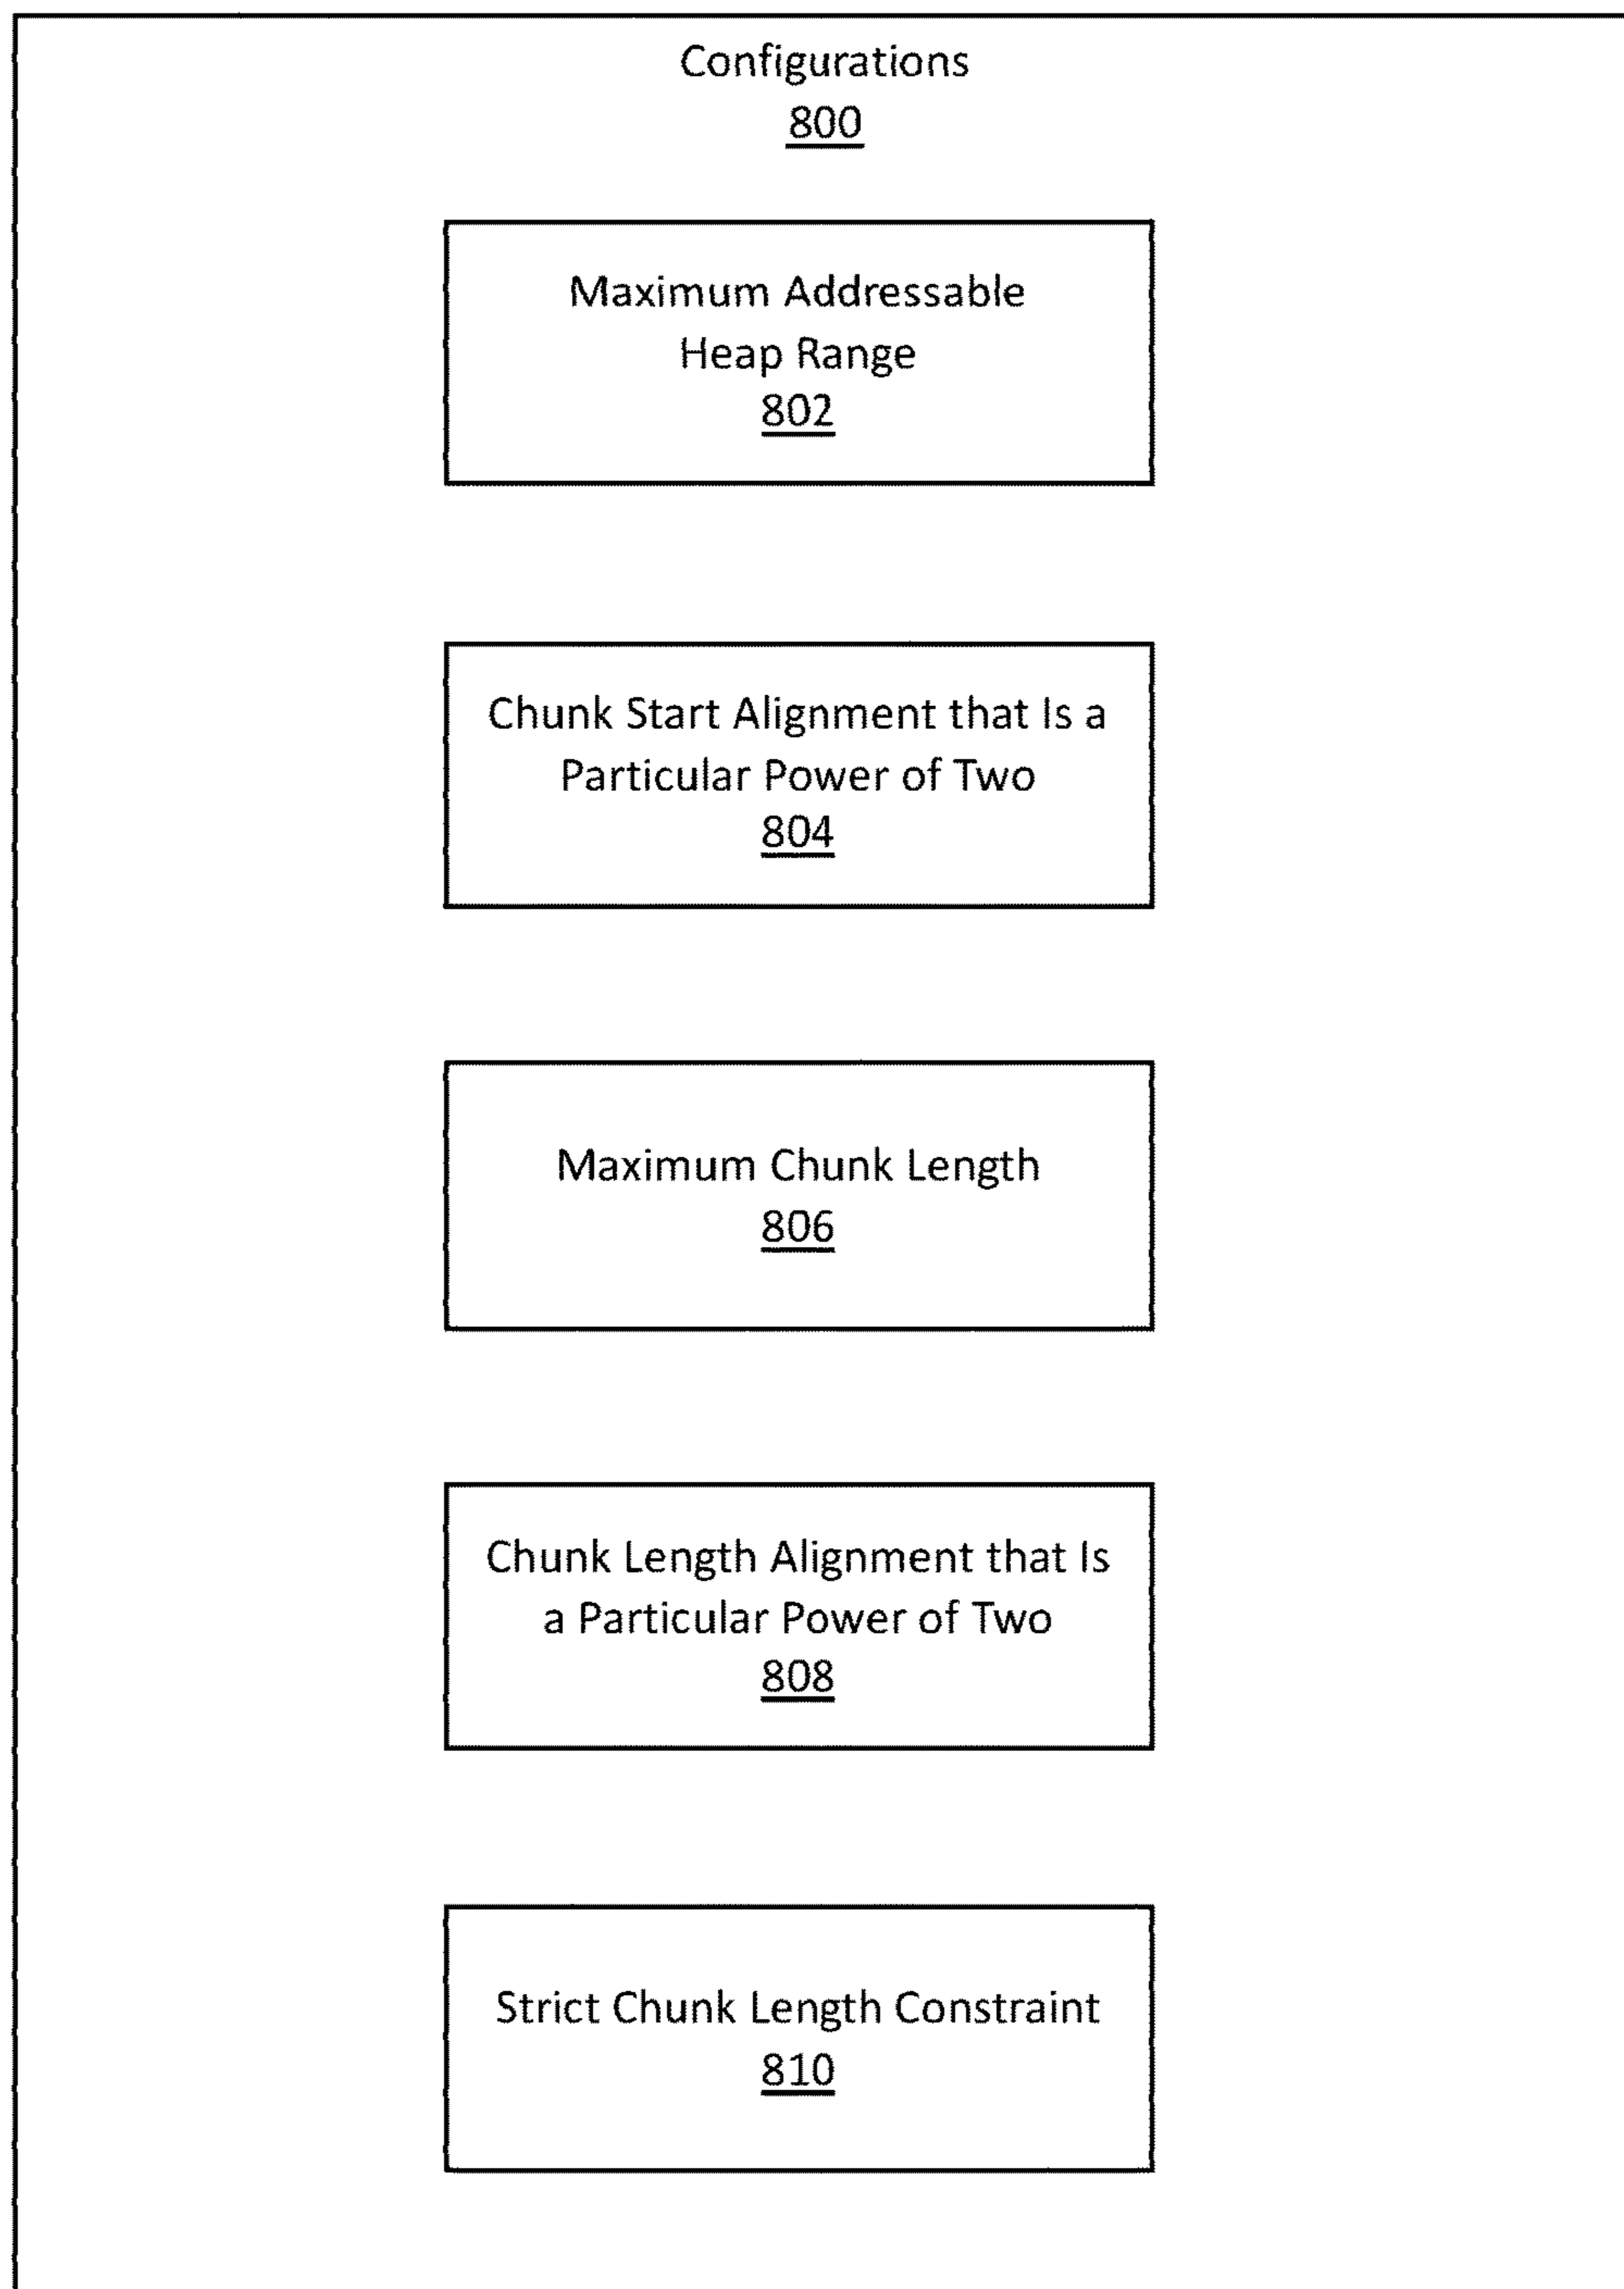 Configurations
800
Maximum Addressable
Heap Range
802
Chunk Start Alignment that Is a
Particular Power of Two
804
Maximum Chunk Length
806
Chunk Length Alignment that Is
a Particular Power of Two
808
Strict Chunk Length Constraint
810